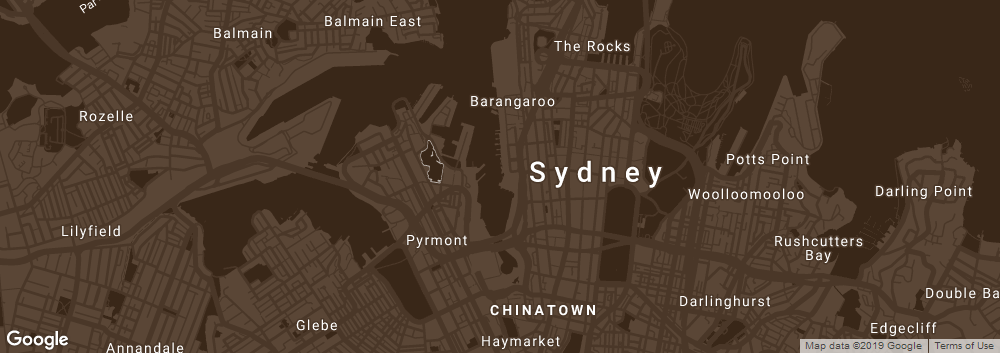 Par
Balmain East
Balmain
The Rocks
Barangaroo
Rozelle
Sydney
Potts Point
Woolloomooloo
Darling Point
Lilyfield
Pyrmont
Rushcutters
Bay
Double Ba
Darlinghurst
CHINATOWN
Glebe
Edgecliff
Haymarket
Google
Annandale
Map data ©2019 Google
Terms of Use